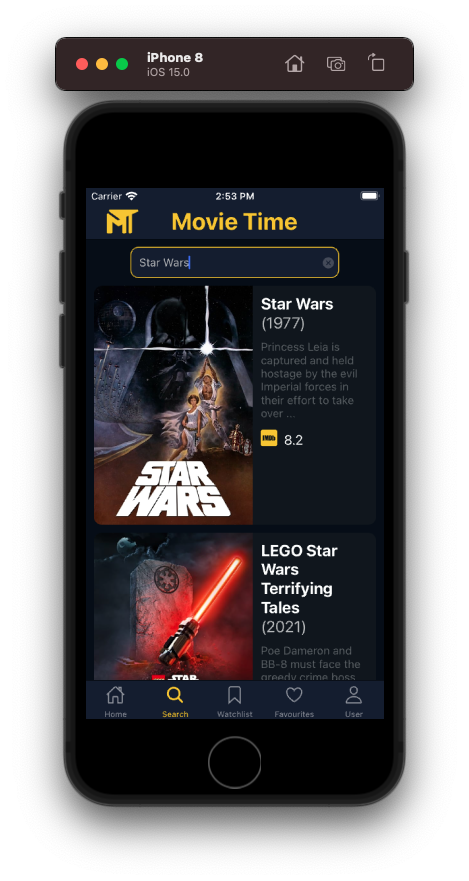 iPhone 8
iOS 15.0
Carrier
2:53 PM
MT
Movie Time
Star Wars
Star Wars
(1977)
Princess Leia is
captured and held
hostage by the evil
Imperial forces in
their effort to take
over ...
IMDb 8.2
STAR
WARS
LEGO Star
Wars
Terrifying
Tales
(2021)
Poe Dameron and
BB-8 must face the
greedy crime boss
STAR
Home
Search
Watchlist
Favourites
User